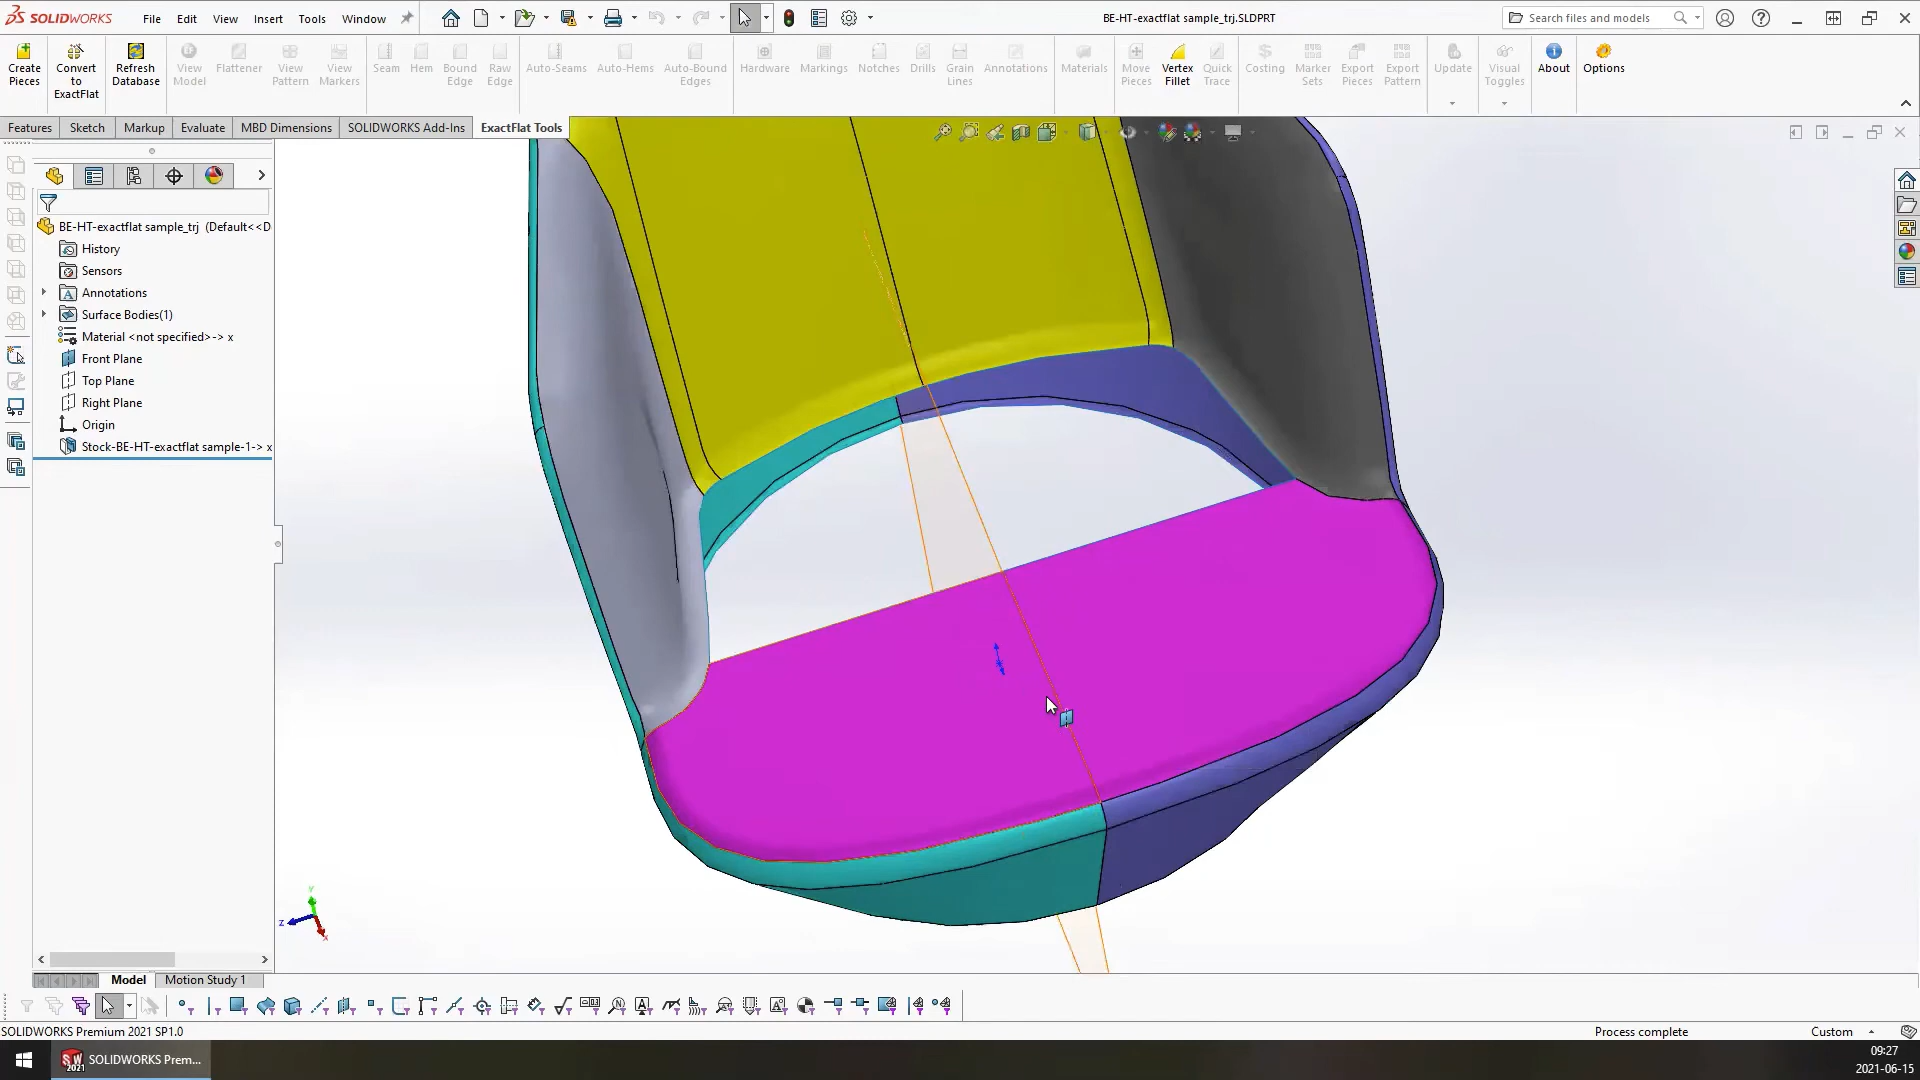 SOLIDWORKS File Edit View Insert Tools Window BE-HT-exactflat sample_trj.SLDPRT Search files and models
Create Pieces
Convert to ExactFlat
Refresh Database
View Model
Flattener
View Pattern
View Markers
Seam
Hem
Bound Edge
Raw Edge
Auto-Seams
Auto-Hems
Auto-Bound Edges
Hardware
Markings
Notches
Drills
Grain Lines
Annotations
Materials
Move Pieces
Vertex Fillet
Quick Trace
Costing
Marker Sets
Export Pieces
Export Pattern
Update
Visual Toggles
About
Options
Features Sketch Markup Evaluate MBD Dimensions SOLIDWORKS Add-Ins ExactFlat Tools
BE-HT-exactflat sample_trj (Default<<D
History
Sensors
Annotations
Surface Bodies(1)
Material <not specified>-> x
Front Plane
Top Plane
Right Plane
Origin
Stock-BE-HT-exactflat sample-1-> x
Y
Z
X
Model Motion Study 1
SOLIDWORKS Premium 2021 SP1.0 Process complete Custom
SW 2021 SOLIDWORKS Prem...
09:27
2021-06-15